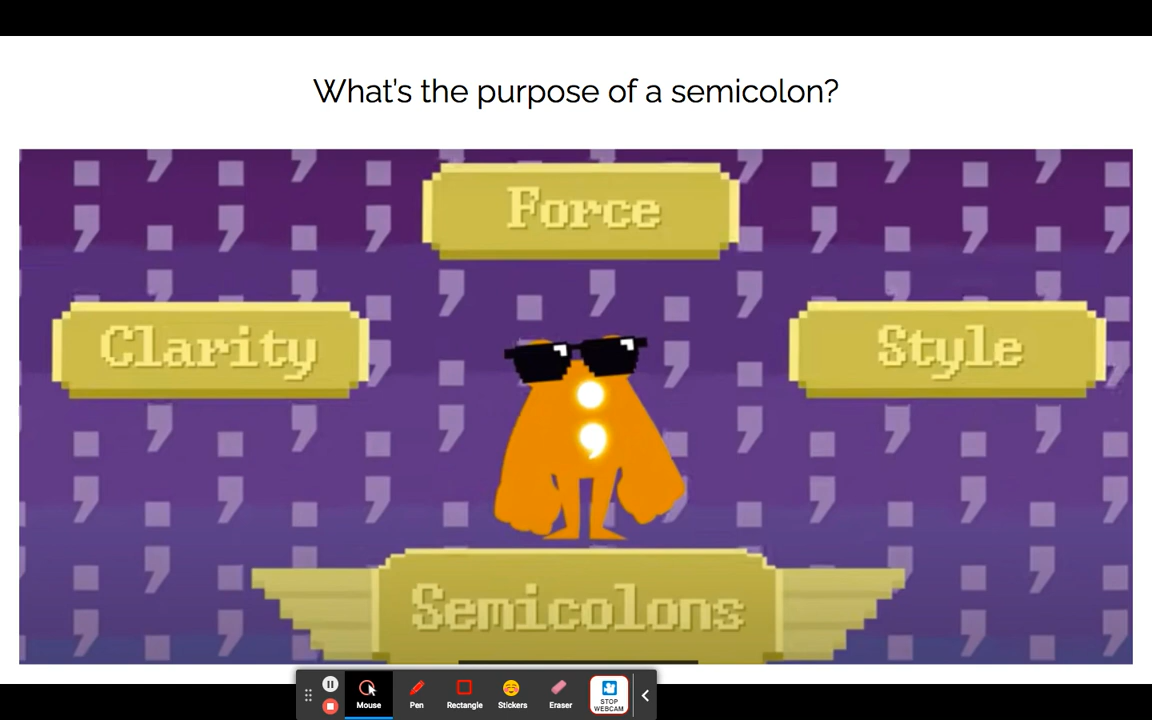 What's the purpose of a semicolon?
Force
Clarity
Style
;
Semicolons
Mouse
Pen
Rectangle
Stickers
Eraser
STOP
WEBCAM